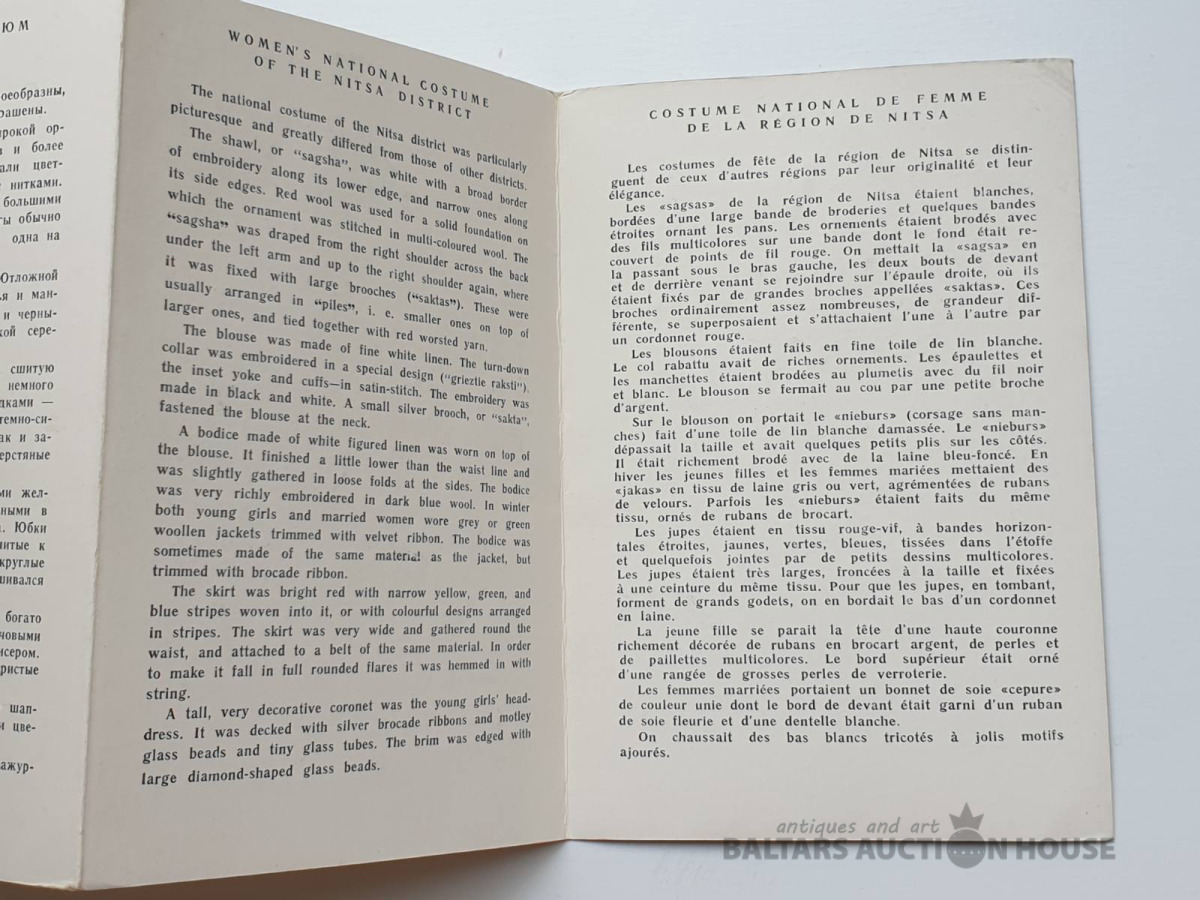 ЮМ
оеобразны,
рашены.
рокой ор-
в и более
али цвет-
нитками.
большими
ты обычно
одна на
Отложной
ья и ман-
и черны-
кой сере-
сшитую
немного
дками —
темно-си-
ак и за-
ерстяные
ми жел-
ными в
. Юбки
шитые к
круглые
шивался
богато
човыми
исером.
ристые
шап-
и цве-
ажур-
WOMEN'S NATIONAL COSTUME
OF THE NITSA DISTRICT
The national costume of the Nitsa district was particularly
picturesque and greatly differed from those of other districts.
The shawl, or “sagsha”, was white with a broad border
of embroidery along its lower edge, and narrow ones along
its side edges. Red wool was used for a solid foundation on
which the ornament was stitched in multi-coloured wool. The
“sagsha” was draped from the right shoulder across the back
under the left arm and up to the right shoulder again, where
it was fixed with large brooches (“saktas”). These were
usually arranged in “piles”, i. e. smaller ones on top of
larger ones, and tied together with red worsted yarn.
The blouse was made of fine white linen. The turn-down
collar was embroidered in a special design (“grieztie raksti”).
the inset yoke and cuffs—in satin-stitch. The embroidery was
made in black and white. A small silver brooch, or “sakta”,
fastened the blouse at the neck.
A bodice made of white figured linen was worn on top of
the blouse. It finished a little lower than the waist line and
was slightly gathered in loose folds at the sides. The bodice
was very richly embroidered in dark blue wool. In winter
both young girls and married women wore grey or green
woollen jackets trimmed with velvet ribbon. The bodice was
sometimes made of the same material as the jacket, but
trimmed with brocade ribbon.
The skirt was bright red with narrow yellow, green, and
blue stripes woven into it, or with colourful designs arranged
in stripes. The skirt was very wide and gathered round the
waist, and attached to a belt of the same material. In order
to make it fall in full rounded flares it was hemmed in with
string.
A tall, very decorative coronet was the young girls' head-
dress. It was decked with silver brocade ribbons and motley
glass beads and tiny glass tubes. The brim was edged with
large diamond-shaped glass beads.
COSTUME NATIONAL DE FEMME
DE LA RÉGION DE NITSA
Les costumes de fête de la région de Nitsa se distin-
guent de ceux d'autres régions par leur originalité et leur
élégance.
Les «sagsas» de la région de Nitsa étaient blanches,
bordées d'une large bande de broderies et quelques bandes
étroites ornant les pans. Les ornements étaient brodés avec
des fils multicolores sur une bande dont le fond était re-
couvert de points de fil rouge. On mettait la «sagsa» en
la passant sous le bras gauche, les deux bouts de devant
et de derrière venant se rejoindre sur l'épaule droite, où ils
étaient fixés par de grandes broches appellées «saktas». Ces
broches ordinairement assez nombreuses, de grandeur dif-
férente, se superposaient et s'attachaient l'une à l'autre par
un cordonnet rouge.
Les blousons étaient faits en fine toile de lin blanche.
Le col rabattu avait de riches ornements. Les épaulettes et
les manchettes étaient brodées au plumetis avec du fil noir
et blanc. Le blouson se fermait au cou par une petite broche
d'argent.
Sur le blouson on portait le «nieburs» (corsage sans man-
ches) fait d'une toile de lin blanche damassée. Le «nieburs»
dépassait la taille et avait quelques petits plis sur les côtés.
Il était richement brodé avec de la laine bleu-foncé. En
hiver les jeunes filles et les femmes mariées mettaient des
«jakas» en tissu de laine gris ou vert, agrémentées de rubans
de velours. Parfois les «nieburs» étaient faits du même
tissu, ornés de rubans de brocart.
Les jupes étaient en tissu rouge-vif, à bandes horizon-
tales étroites, jaunes, vertes, bleues, tissées dans l'étoffe
et quelquefois jointes par de petits dessins multicolores.
Les jupes étaient très larges, froncées à la taille et fixées
à une ceinture du même tissu. Pour que les jupes, en tombant,
forment de grands godets, on en bordait le bas d'un cordonnet
en laine.
La jeune fille se parait la tête d'une haute couronne
richement décorée de rubans en brocart argent, de perles et
de paillettes multicolores. Le bord supérieur était orné
d'une rangée de grosses perles de verroterie.
Les femmes marriées portaient un bonnet de soie «cepure»
de couleur unie dont le bord de devant était garni d'un ruban
de soie fleurie et d'une dentelle blanche.
On chaussait des bas blancs tricotés à jolis motifs
ajourés.
antiques and art
BALTARS AUCTION HOUSE